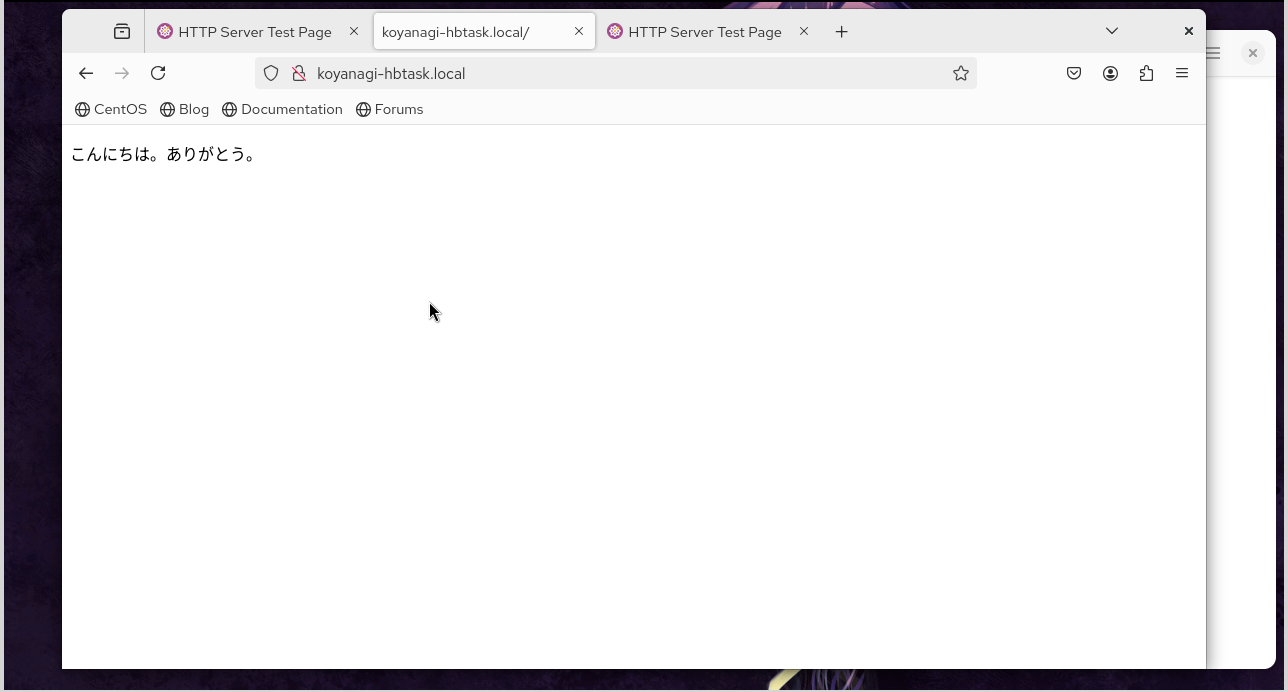 HTTP Server Test Page
koyanagi-hbtask.local/
HTTP Server Test Page
koyanagi-hbtask.local
CentOS
Blog
Documentation
Forums
こんにちは。ありがとう。